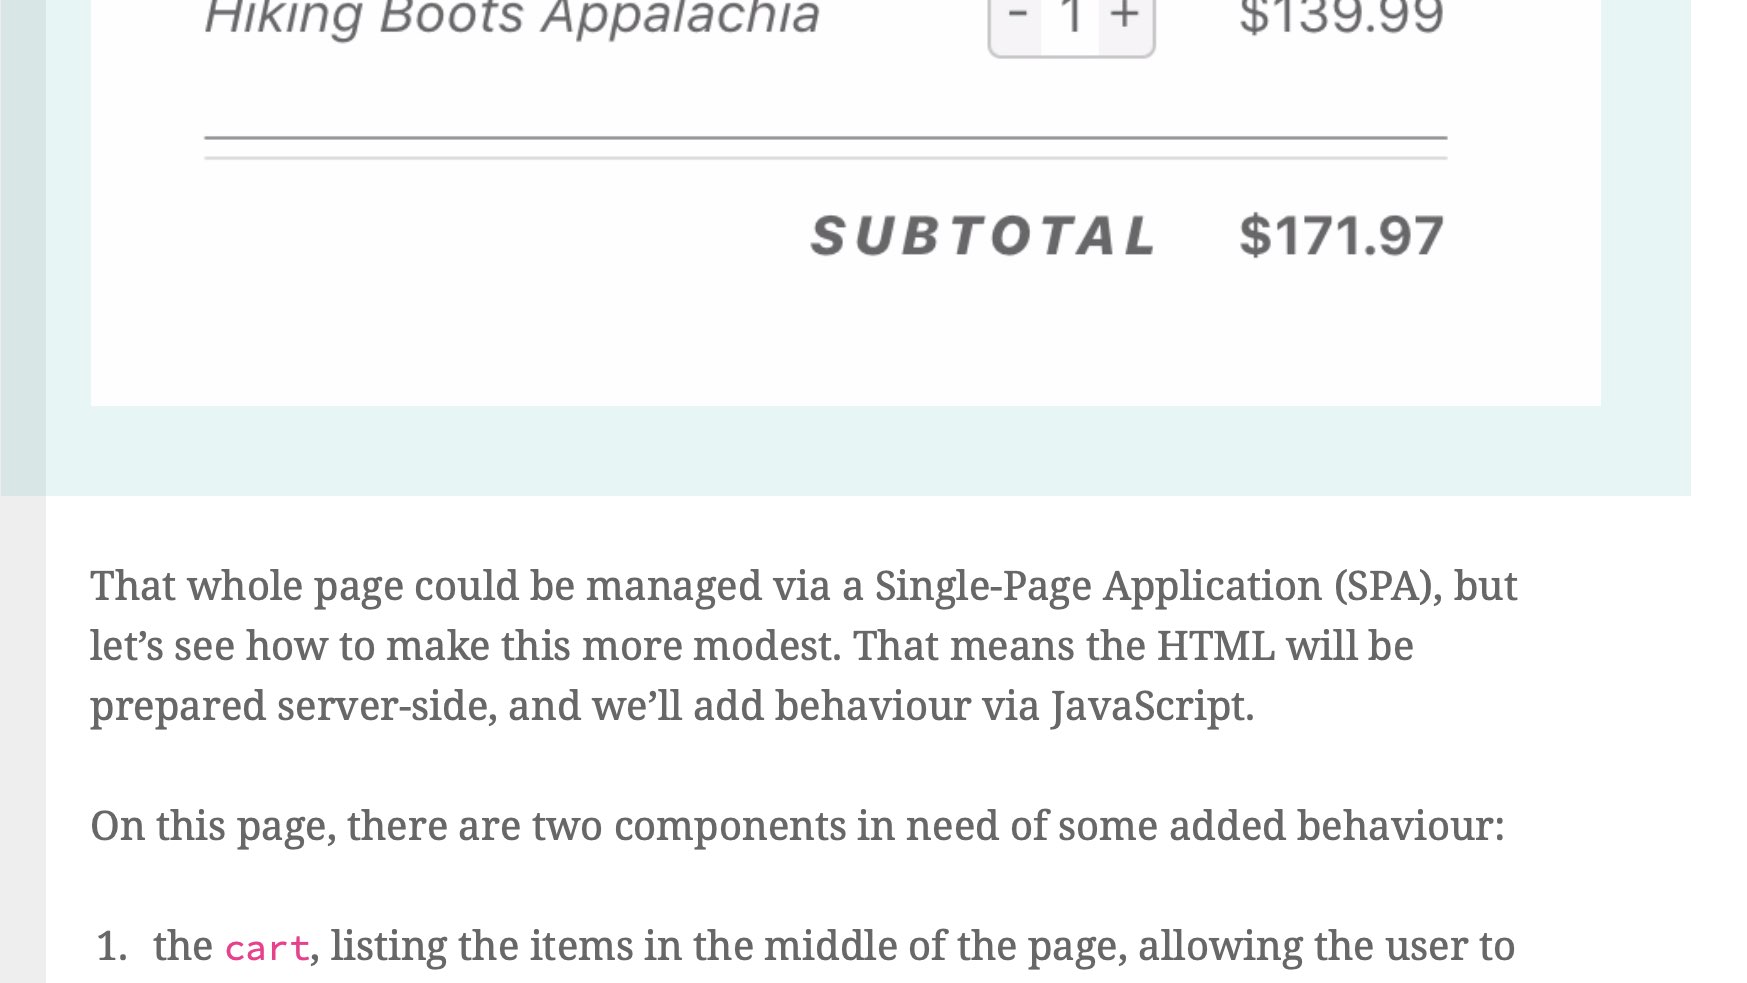 Hiking Boots Appalachia - 1 + $139.99
SUBTOTAL $171.97
That whole page could be managed via a Single-Page Application (SPA), but
let’s see how to make this more modest. That means the HTML will be
prepared server-side, and we’ll add behaviour via JavaScript.
On this page, there are two components in need of some added behaviour:
1. the cart, listing the items in the middle of the page, allowing the user to